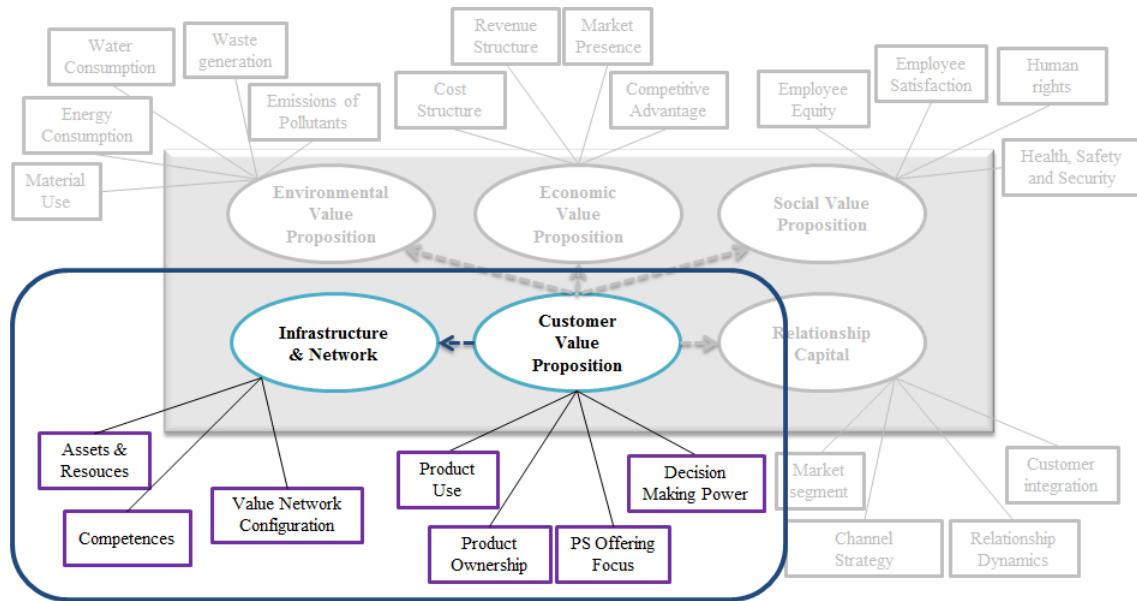 Water
Consumption
Waste
generation
Energy
Consumption
Emissions of
Pollutants
Material
Use
Revenue
Structure
Market
Presence
Cost
Structure
Competitive
Advantage
Employee
Equity
Employee
Satisfaction
Human
rights
Health, Safety
and Security
Environmental
Value
Proposition
Economic
Value
Proposition
Social Value
Proposition
Infrastructure
& Network
Customer
Value
Proposition
Relationship
Capital
Assets &
Resouces
Competences
Value Network
Configuration
Product
Use
Product
Ownership
PS Offering
Focus
Decision
Making Power
Market
segment
Channel
Strategy
Relationship
Dynamics
Customer
integration